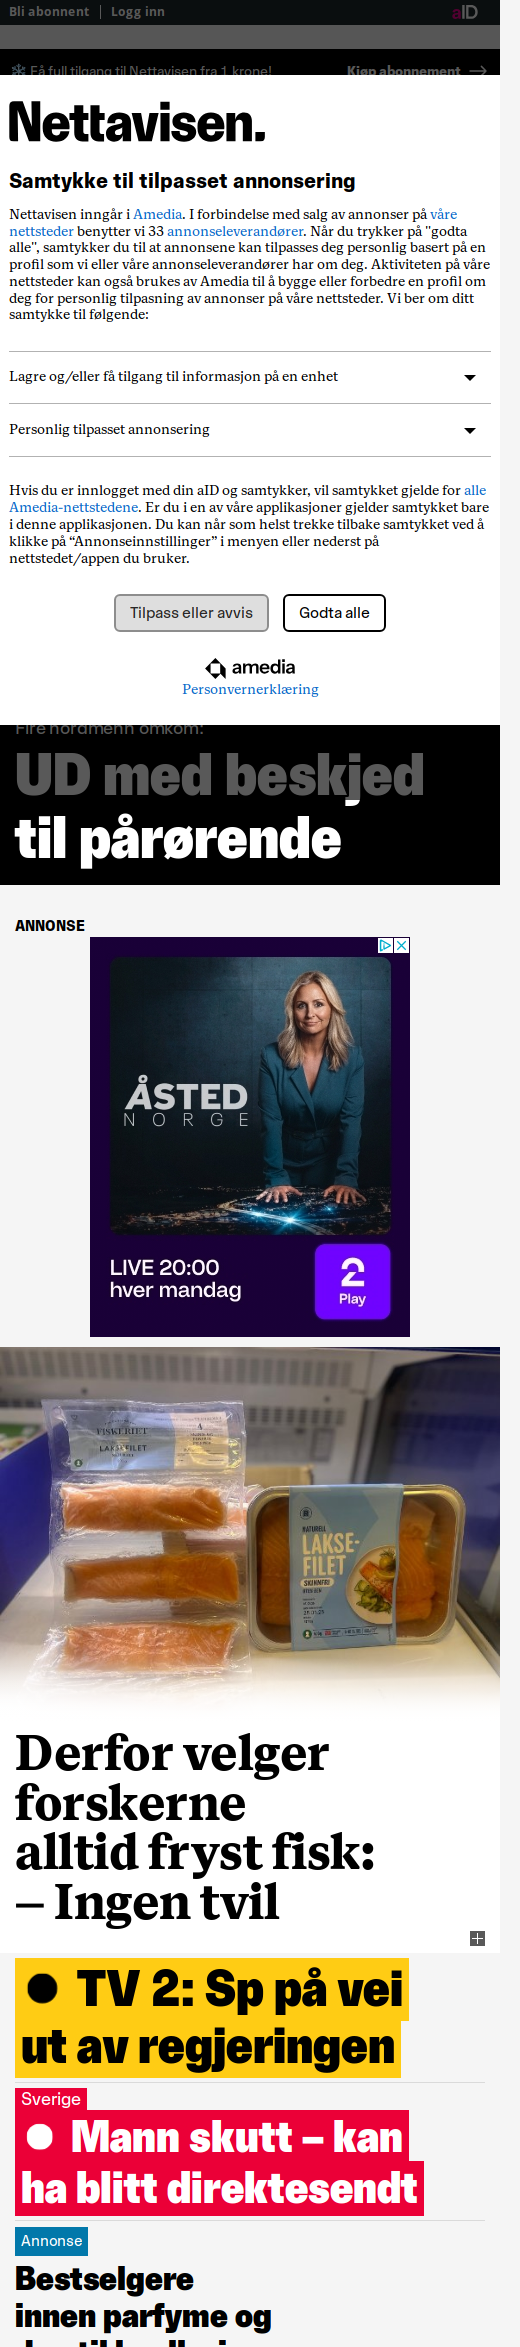 Bli abonnent | Logg inn
aID
Få full tilgang til Nettavisen fra 1 krone!
Kjøp abonnement
Nettavisen.
Samtykke til tilpasset annonsering
Nettavisen inngår i Amedia. I forbindelse med salg av annonser på våre
nettsteder benytter vi 33 annonseleverandører. Når du trykker på "godta
alle", samtykker du til at annonsene kan tilpasses deg personlig basert på en
profil som vi eller våre annonseleverandører har om deg. Aktiviteten på våre
nettsteder kan også brukes av Amedia til å bygge eller forbedre en profil om
deg for personlig tilpasning av annonser på våre nettsteder. Vi ber om ditt
samtykke til følgende:
Lagre og/eller få tilgang til informasjon på en enhet
Personlig tilpasset annonsering
Hvis du er innlogget med din aID og samtykker, vil samtykket gjelde for alle
Amedia-nettstedene. Er du i en av våre applikasjoner gjelder samtykket bare
i denne applikasjonen. Du kan når som helst trekke tilbake samtykket ved å
klikke på “Annonseinnstillinger” i menyen eller nederst på
nettstedet/appen du bruker.
Tilpass eller avvis
Godta alle
amedia
Personvernerklæring
Fire nordmenn omkom:
UD med beskjed
til pårørende
ANNONSE
ÅSTED
NORGE
LIVE 20:00
hver mandag
2
Play
FISKERIET
LAKSEFILET
NATURELL
LAKSE-
FILET
SKINNFRI
Derfor velger
forskerne
alltid fryst fisk:
– Ingen tvil
TV 2: Sp på vei
ut av regjeringen
Sverige
Mann skutt – kan
ha blitt direktesendt
Annonse
Bestselgere
innen parfyme og